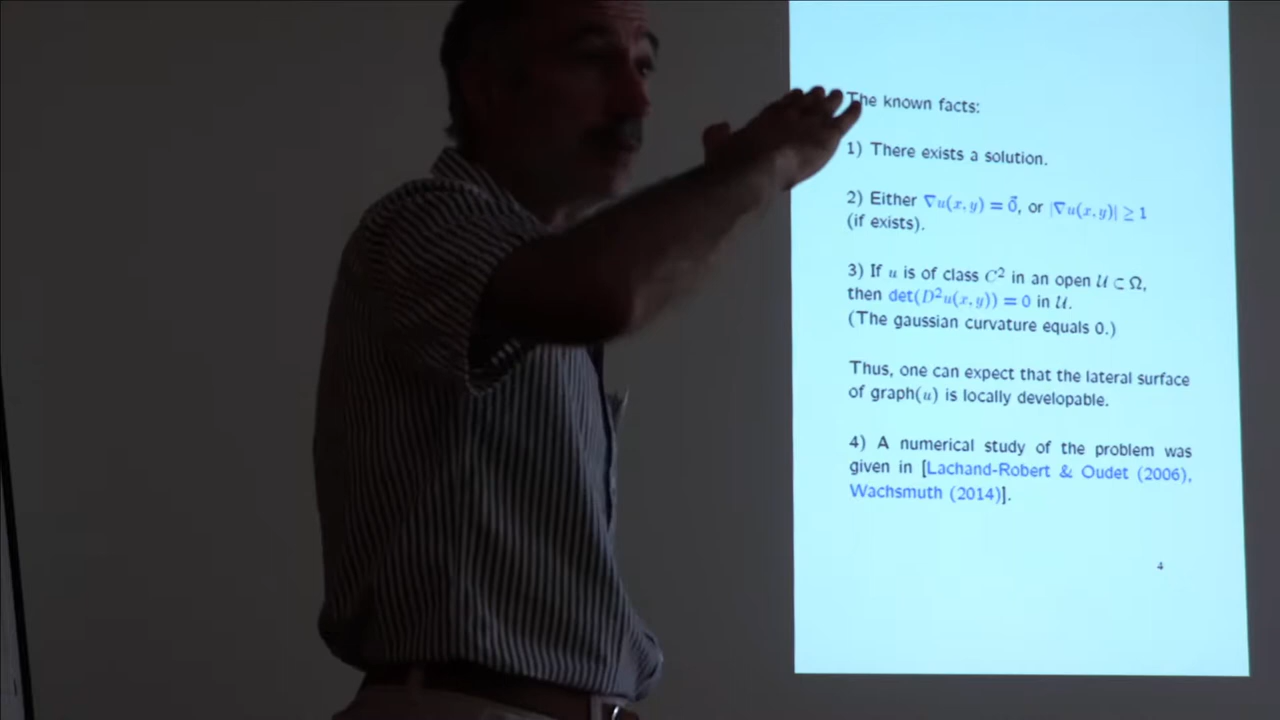 The known facts:
1) There exists a solution.
2) Either ∇u(x, y) = 0⃗, or |∇u(x, y)| ≥ 1
(if exists).
3) If u is of class C² in an open 𝒰 ⊂ Ω,
then det(D²u(x, y)) = 0 in 𝒰.
(The gaussian curvature equals 0.)
Thus, one can expect that the lateral surface
of graph(u) is locally developable.
4) A numerical study of the problem was
given in [Lachand-Robert & Oudet (2006),
Wachsmuth (2014)].
4